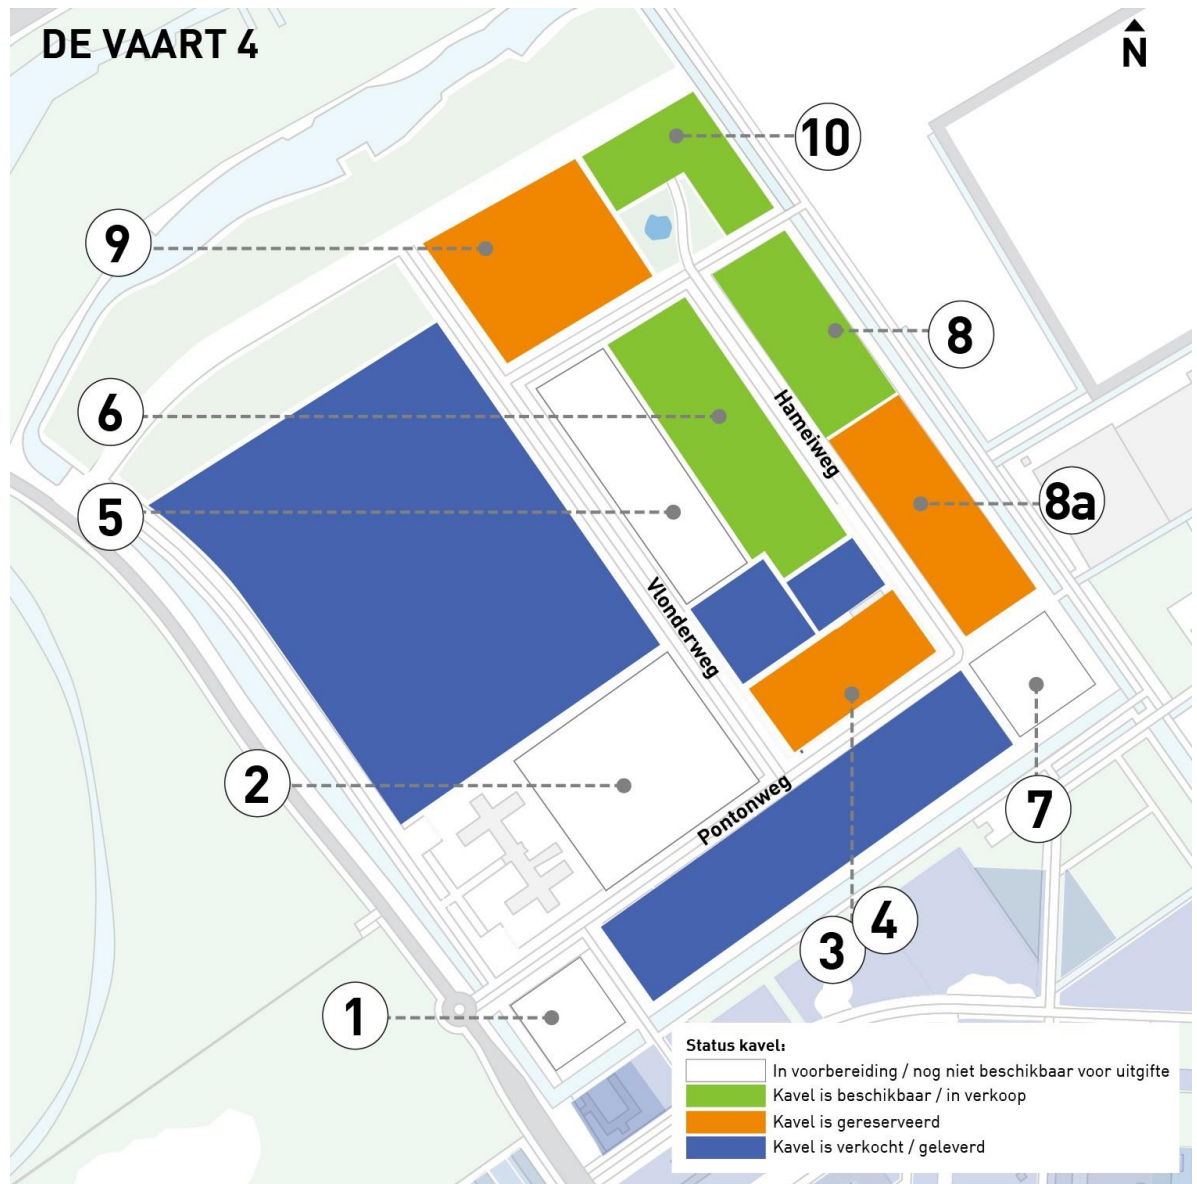 DE VAART 4
N
10
9
8
6
Hameiweg
8a
5
Vlonderweg
2
Pontonweg
7
4
3
1
Status kavel:
In voorbereiding / nog niet beschikbaar voor uitgifte
Kavel is beschikbaar / in verkoop
Kavel is gereserveerd
Kavel is verkocht / geleverd